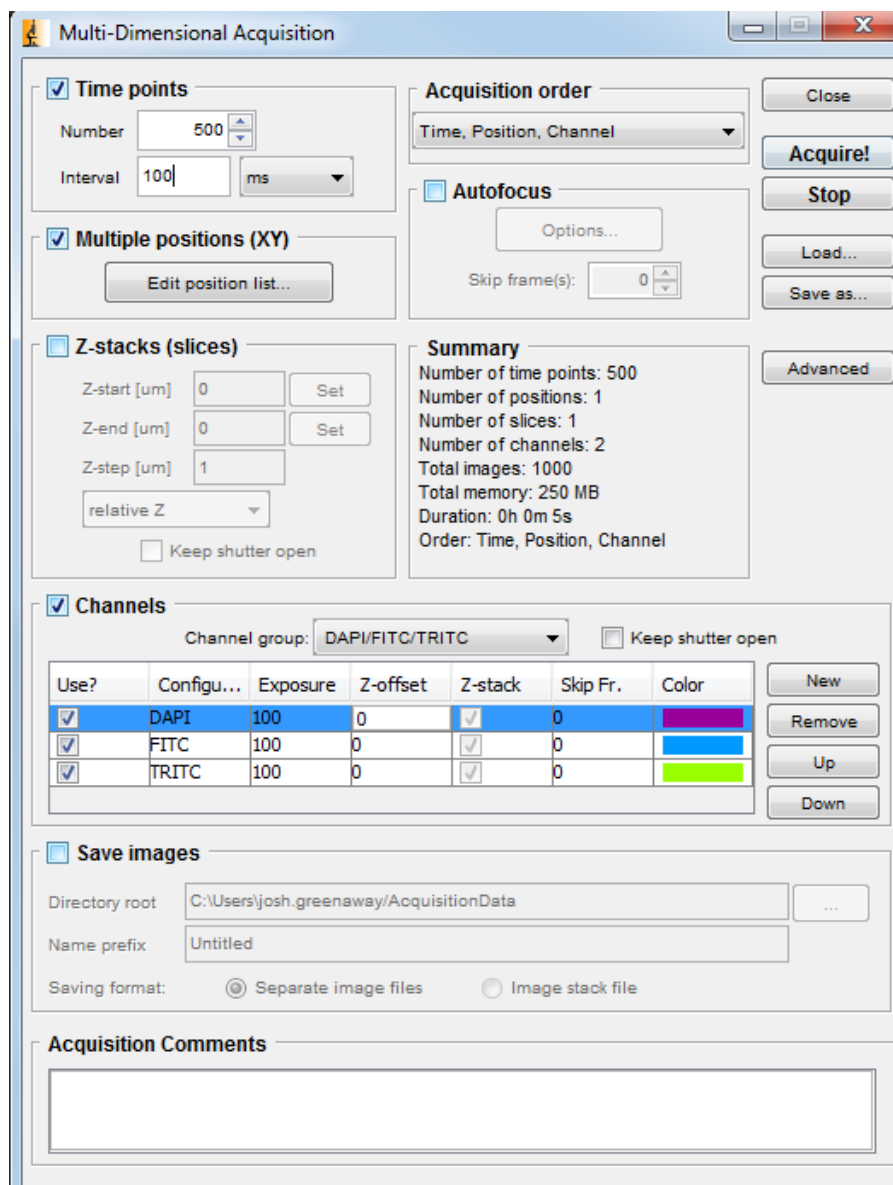 Multi-Dimensional Acquisition
Time points
Number 500
Interval 100 ms
Acquisition order
Time, Position, Channel
Close
Acquire!
Stop
Autofocus
Options...
Skip frame(s): 0
Load...
Save as...
Multiple positions (XY)
Edit position list...
Z-stacks (slices)
Z-start [um] 0 Set
Z-end [um] 0 Set
Z-step [um] 1
relative Z
Keep shutter open
Summary
Number of time points: 500
Number of positions: 1
Number of slices: 1
Number of channels: 2
Total images: 1000
Total memory: 250 MB
Duration: 0h 0m 5s
Order: Time, Position, Channel
Advanced
Channels
Channel group: DAPI/FITC/TRITC Keep shutter open
Use? Configu... Exposure Z-offset Z-stack Skip Fr. Color
DAPI 100 0 0
FITC 100 0 0
TRITC 100 0 0
New
Remove
Up
Down
Save images
Directory root C:\Users\josh.greenaway/AcquisitionData ...
Name prefix Untitled
Saving format: Separate image files Image stack file
Acquisition Comments